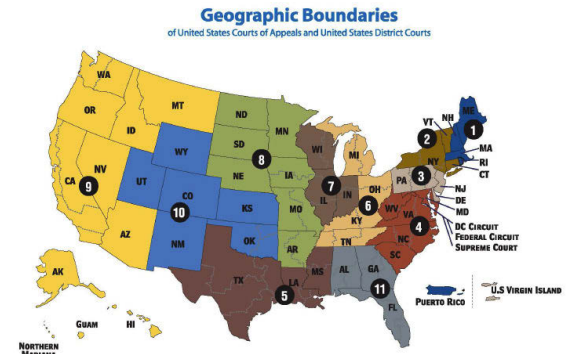 Geographic Boundaries
of United States Courts of Appeals and United States District Courts
WA
MT
ND
MN
VT
NH
ME
1
OR
ID
SD
WI
MI
2
NY
MA
RI
CT
WY
8
NE
IA
7
PA
3
NJ
DE
MD
NV
CA
9
UT
CO
10
KS
MO
IL
IN
OH
6
WV
VA
4
KY
DC CIRCUIT
FEDERAL CIRCUIT
SUPREME COURT
AZ
NM
OK
AR
TN
NC
SC
TX
LA
5
MS
AL
GA
11
FL
AK
HI
GUAM
NORTHERN
PUERTO RICO
U.S VIRGIN ISLAND